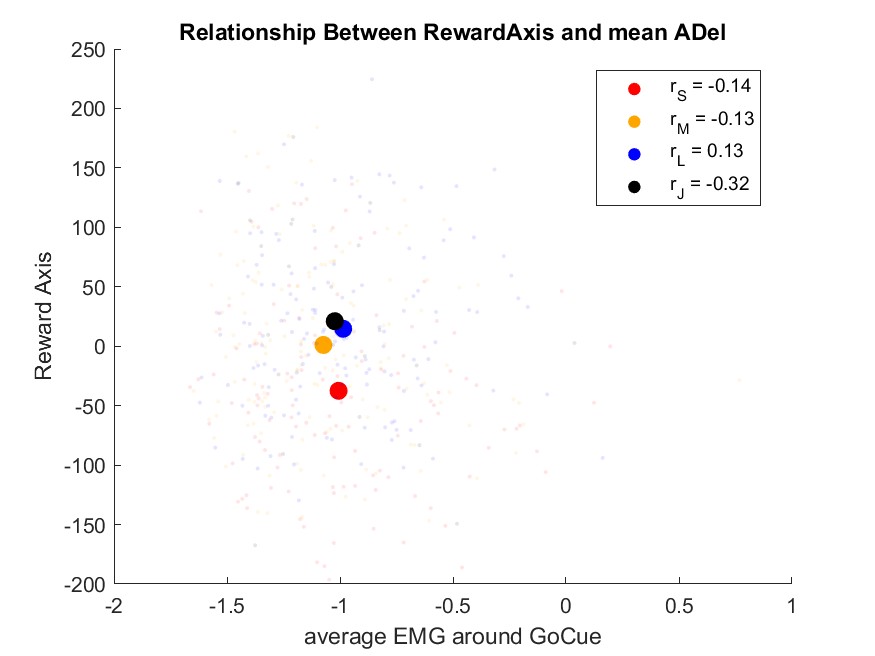 Relationship Between RewardAxis and mean ADel
250
200
150
100
50
0
-50
-100
-150
-200
Reward Axis
-2
-1.5
-1
-0.5
0
0.5
1
average EMG around GoCue
r_S = -0.14
r_M = -0.13
r_L = 0.13
r_J = -0.32